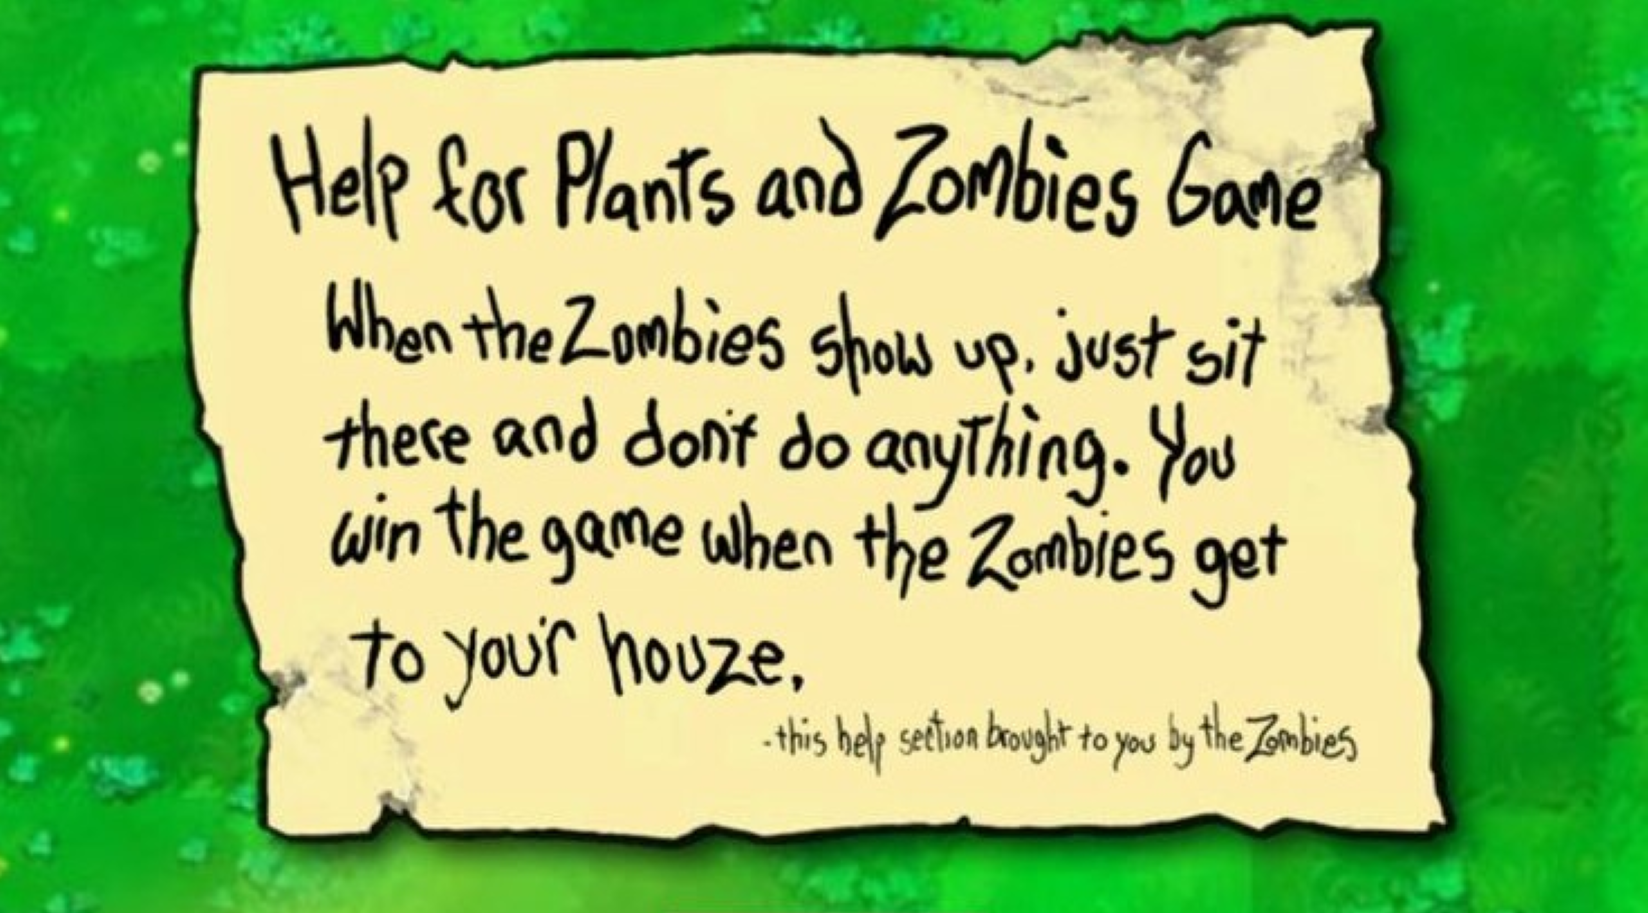 Help for Plants and Zombies Game
When the Zombies show up, just sit
there and don't do anything. You
win the game when the Zombies get
to your houze.
-this help section brought to you by the Zombies